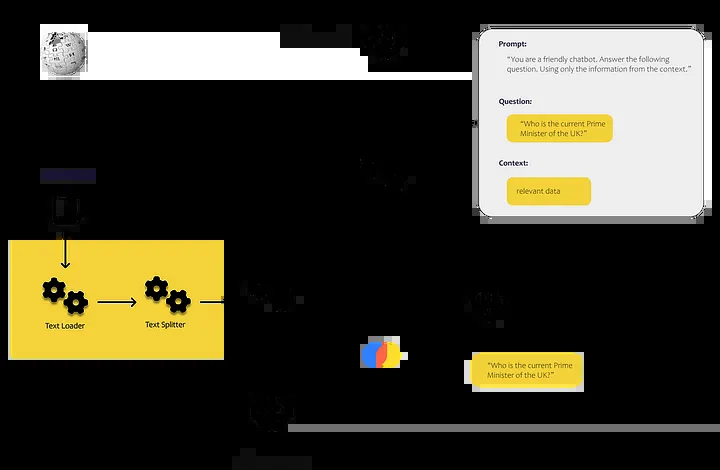 Prompt:
“You are a friendly chatbot. Answer the following
question. Using only the information from the context.”
Question:
“Who is the current Prime
Minister of the UK?”
Context:
relevant data
Text Loader
Text Splitter
“Who is the current Prime
Minister of the UK?”